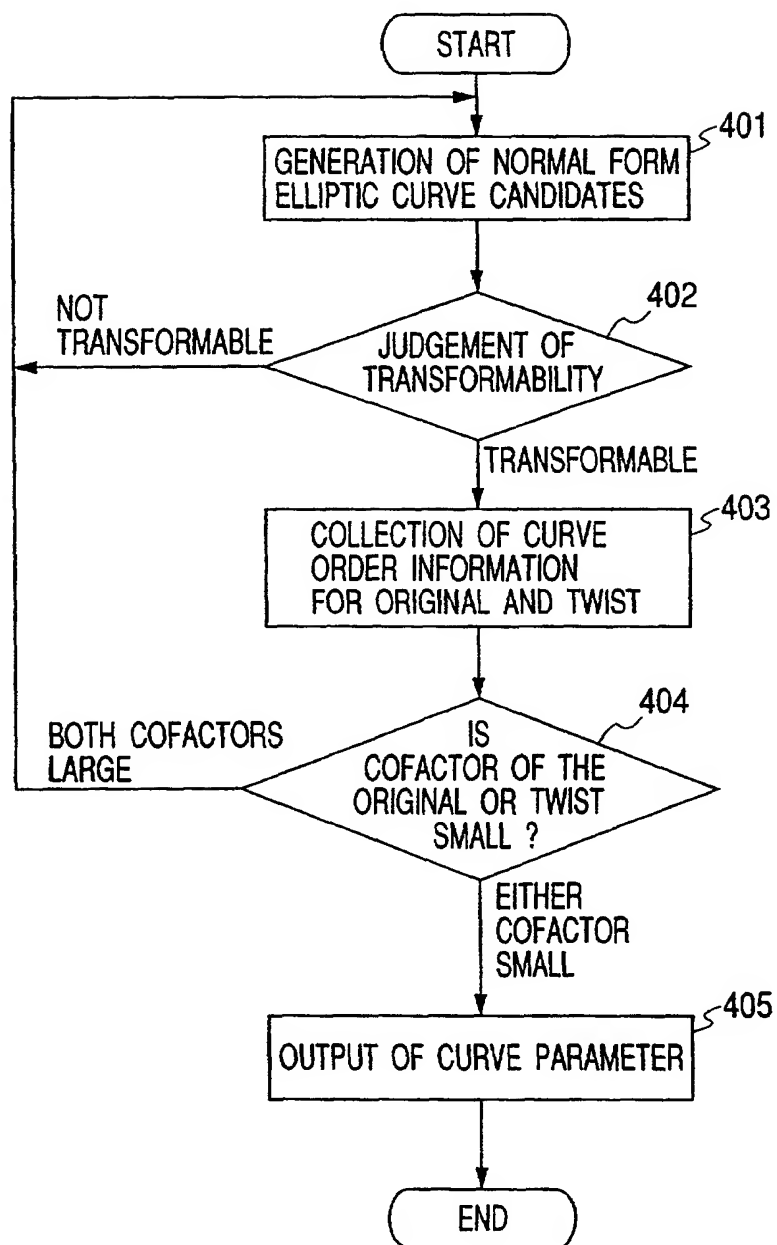 START
401
GENERATION OF NORMAL FORM
ELLIPTIC CURVE CANDIDATES
402
NOT
TRANSFORMABLE
JUDGEMENT OF
TRANSFORMABILITY
TRANSFORMABLE
403
COLLECTION OF CURVE
ORDER INFORMATION
FOR ORIGINAL AND TWIST
404
BOTH COFACTORS
LARGE
IS
COFACTOR OF THE
ORIGINAL OR TWIST
SMALL ?
EITHER
COFACTOR
SMALL
405
OUTPUT OF CURVE PARAMETER
END